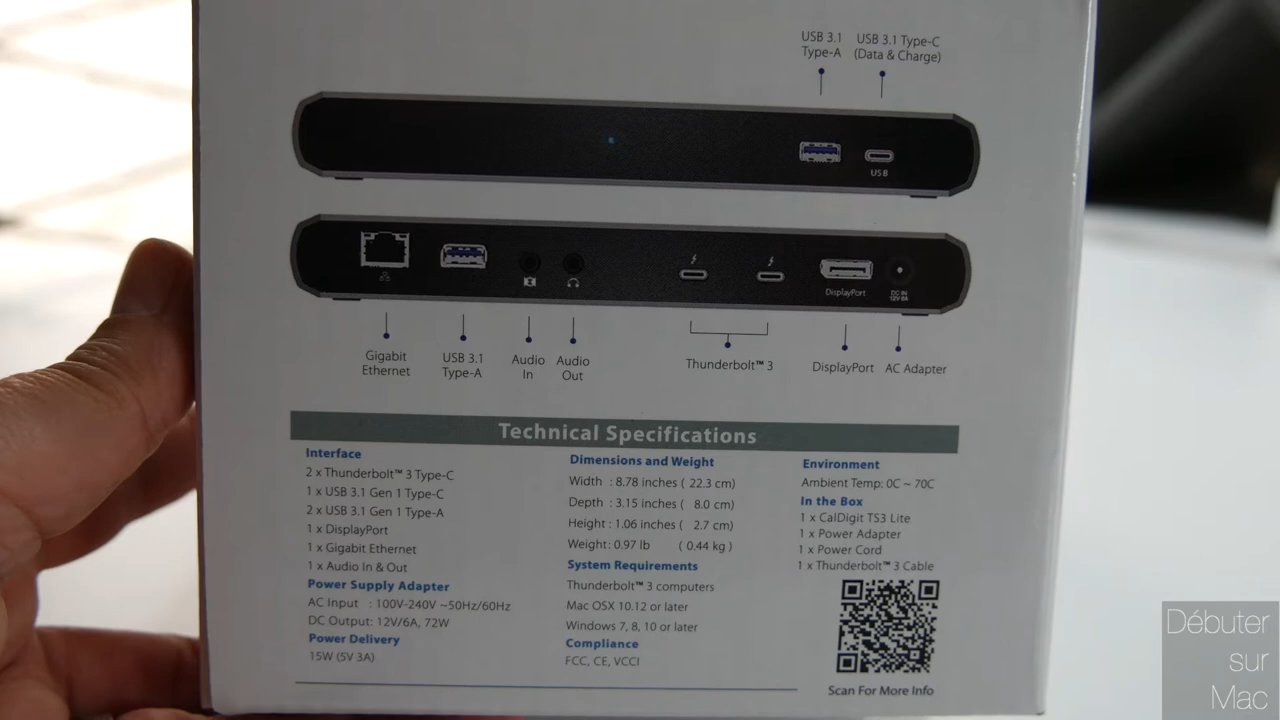 USB 3.1
Type-A
USB 3.1 Type-C
(Data & Charge)
USB
DisplayPort
DC IN
12V 6A
Gigabit
Ethernet
USB 3.1
Type-A
Audio
In
Audio
Out
Thunderbolt™ 3
DisplayPort
AC Adapter
Technical Specifications
Interface
2 x Thunderbolt™ 3 Type-C
1 x USB 3.1 Gen 1 Type-C
2 x USB 3.1 Gen 1 Type-A
1 x DisplayPort
1 x Gigabit Ethernet
1 x Audio In & Out
Power Supply Adapter
AC Input : 100V-240V ~50Hz/60Hz
DC Output: 12V/6A, 72W
Power Delivery
15W (5V 3A)
Dimensions and Weight
Width : 8.78 inches ( 22.3 cm)
Depth : 3.15 inches ( 8.0 cm)
Height : 1.06 inches ( 2.7 cm)
Weight: 0.97 lb ( 0.44 kg )
System Requirements
Thunderbolt™ 3 computers
Mac OSX 10.12 or later
Windows 7, 8, 10 or later
Compliance
FCC, CE, VCCI
Environment
Ambient Temp: 0C ~ 70C
In the Box
1 x CalDigit TS3 Lite
1 x Power Adapter
1 x Power Cord
1 x Thunderbolt™ 3 Cable
Scan For More Info
Débuter
sur
Mac